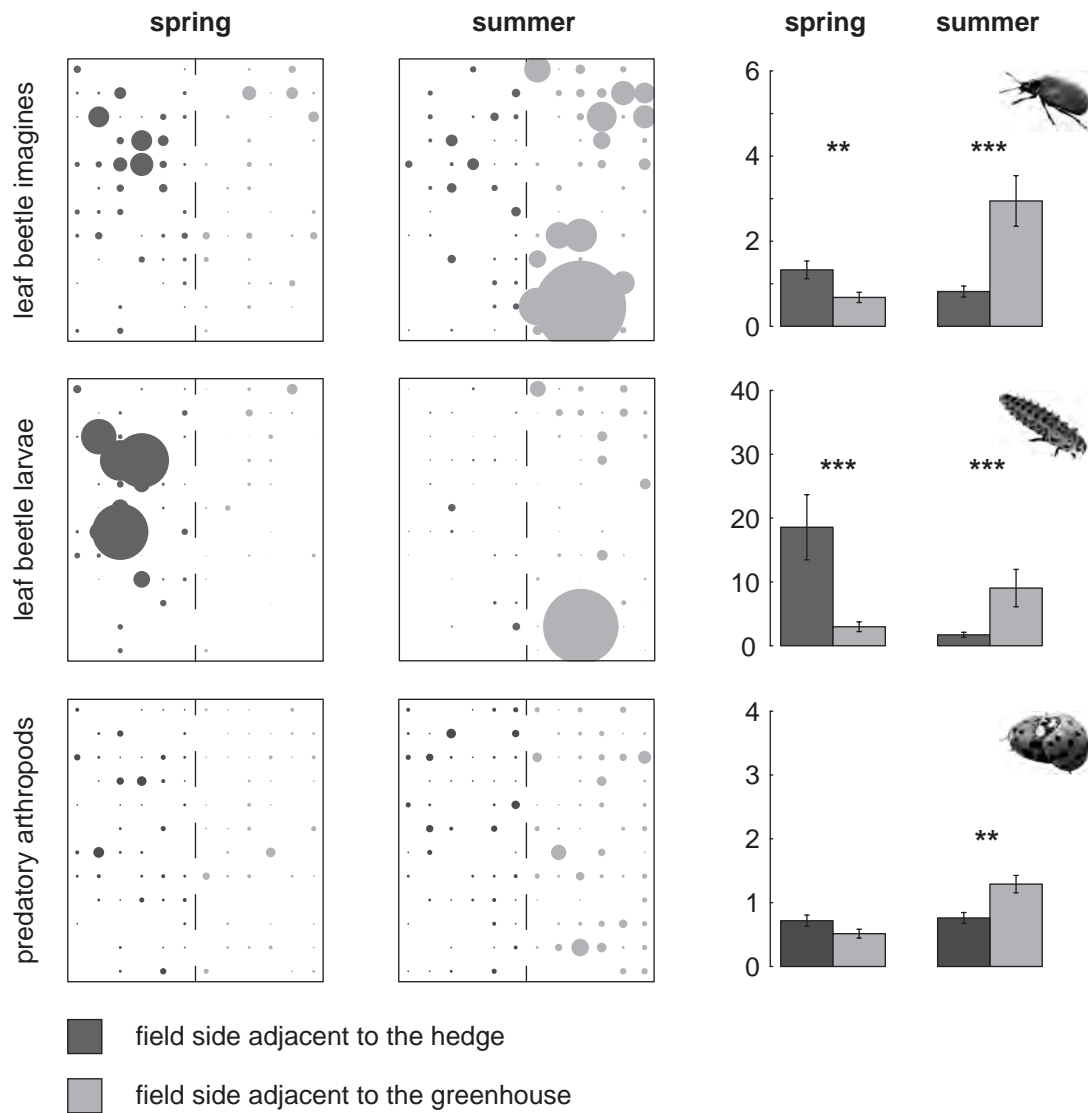 spring summer spring summer
leaf beetle imagines
6
4
2
0
** ***
leaf beetle larvae
40
30
20
10
0
*** ***
predatory arthropods
4
3
2
1
0
**
field side adjacent to the hedge
field side adjacent to the greenhouse